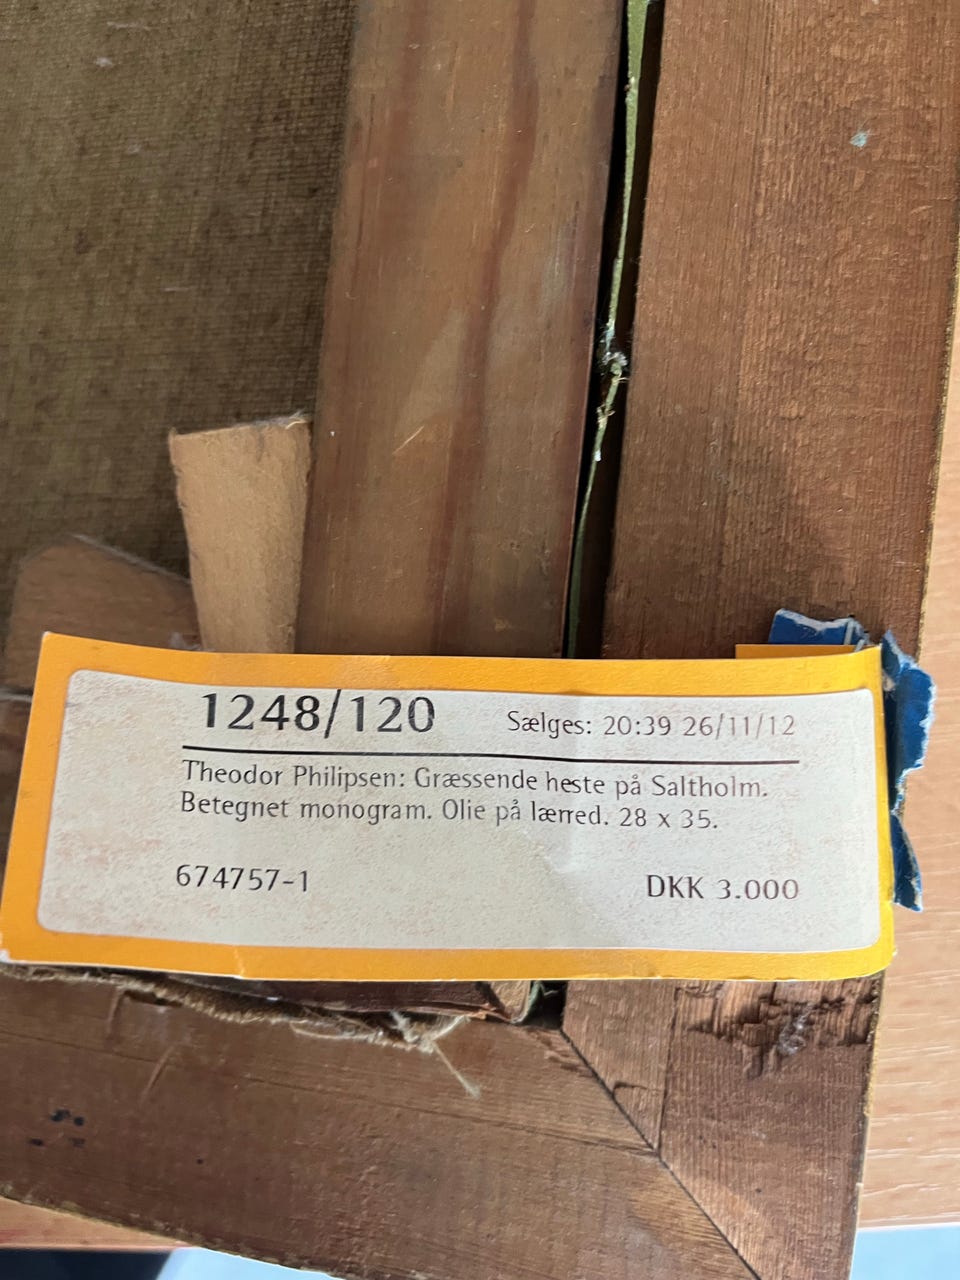 1248/120 Sælges: 20:39 26/11/12
Theodor Philipsen: Græssende heste på Saltholm.
Betegnet monogram. Olie på lærred. 28 x 35.
674757-1 DKK 3.000